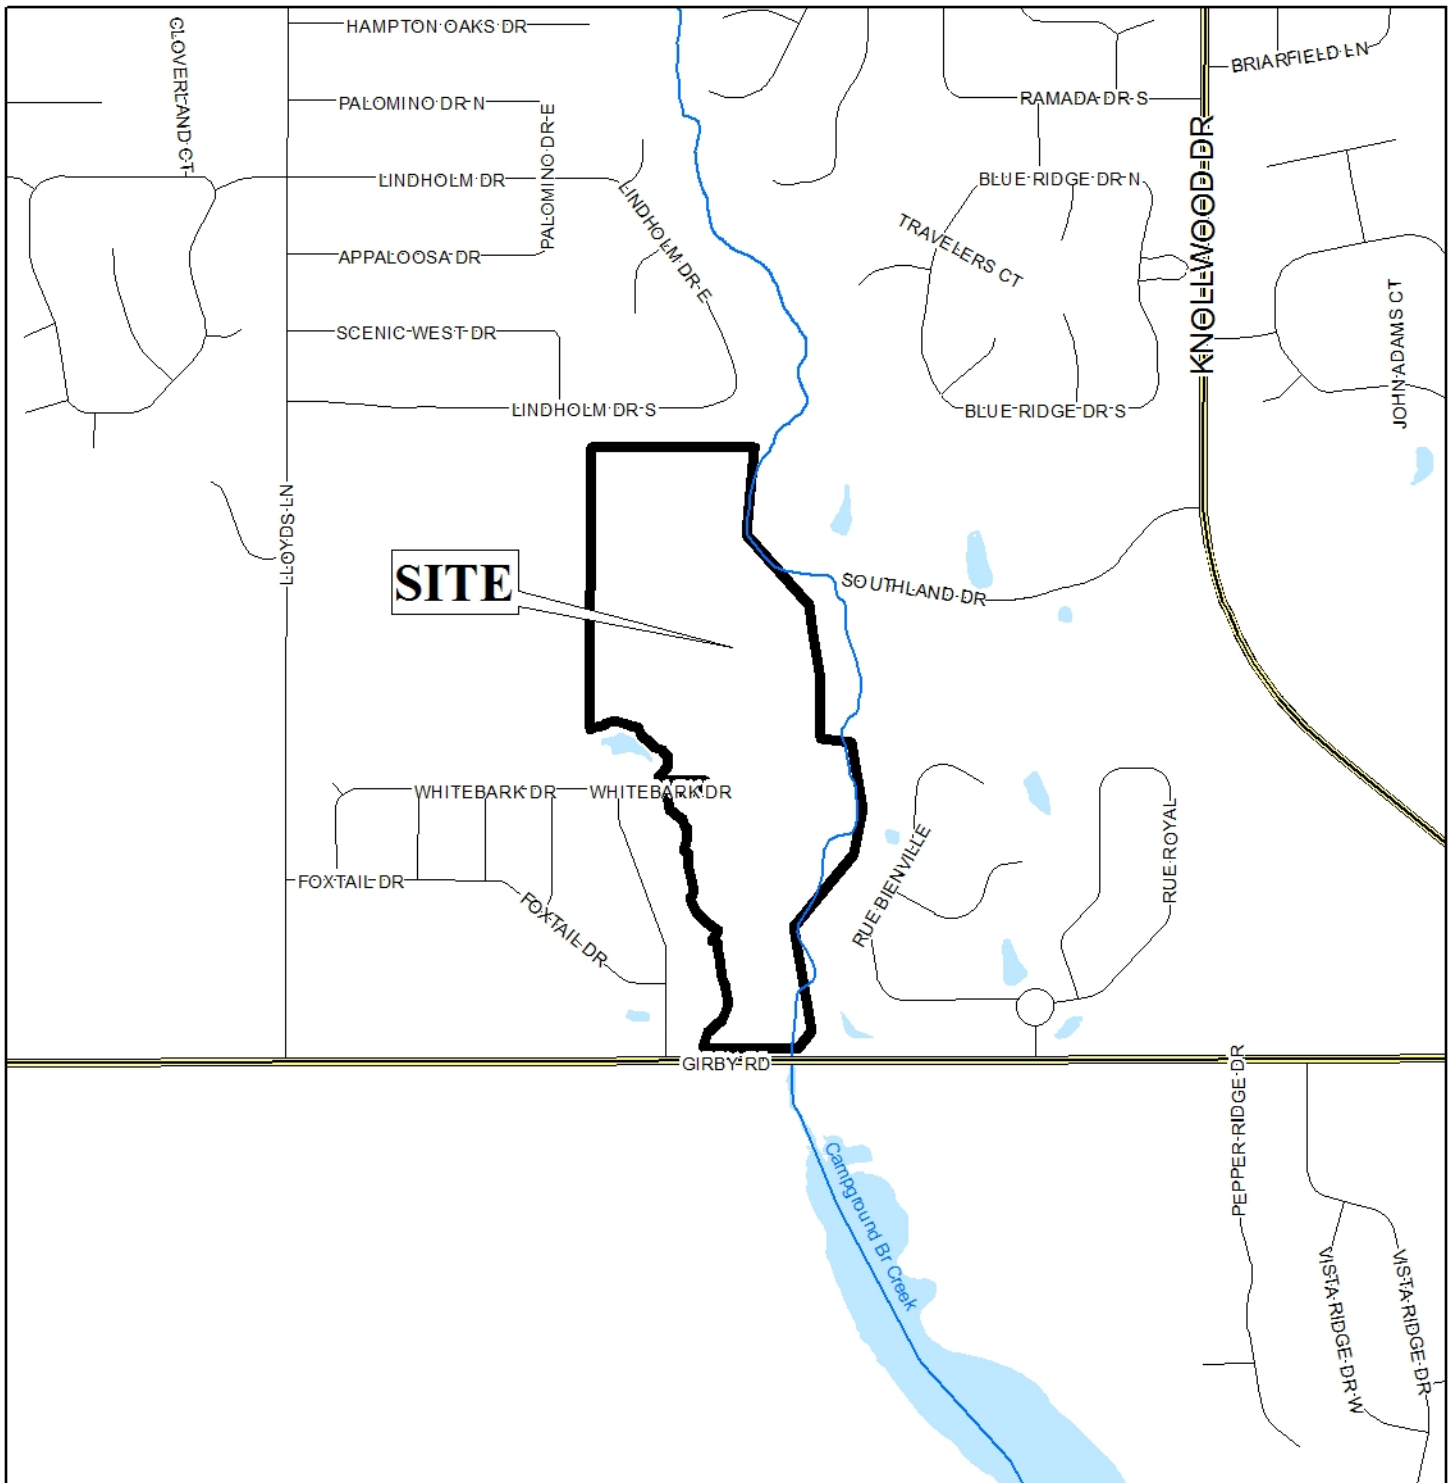 HAMPTON OAKS DR
CLOVERLAND CT
BRIARFIELD LN
PALOMINO DR N
RAMADA DR S
PALOMINO DR E
KNOLLWOOD DR
LINDHOLM DR
BLUE RIDGE DR N
LINDHOLM DR E
TRAVELERS CT
APPALOOSA DR
JOHN ADAMS CT
SCENIC WEST DR
LINDHOLM DR S
BLUE RIDGE DR S
LLOYDS LN
SITE
SOUTHLAND DR
WHITEBARK DR
WHITEBARK DR
RUE BIENVILLE
RUE ROYAL
FOXTAIL DR
FOXTAIL DR
GIRBY RD
PEPPER RIDGE DR
Campground Br Creek
VISTA RIDGE DR W
VISTA RIDGE DR